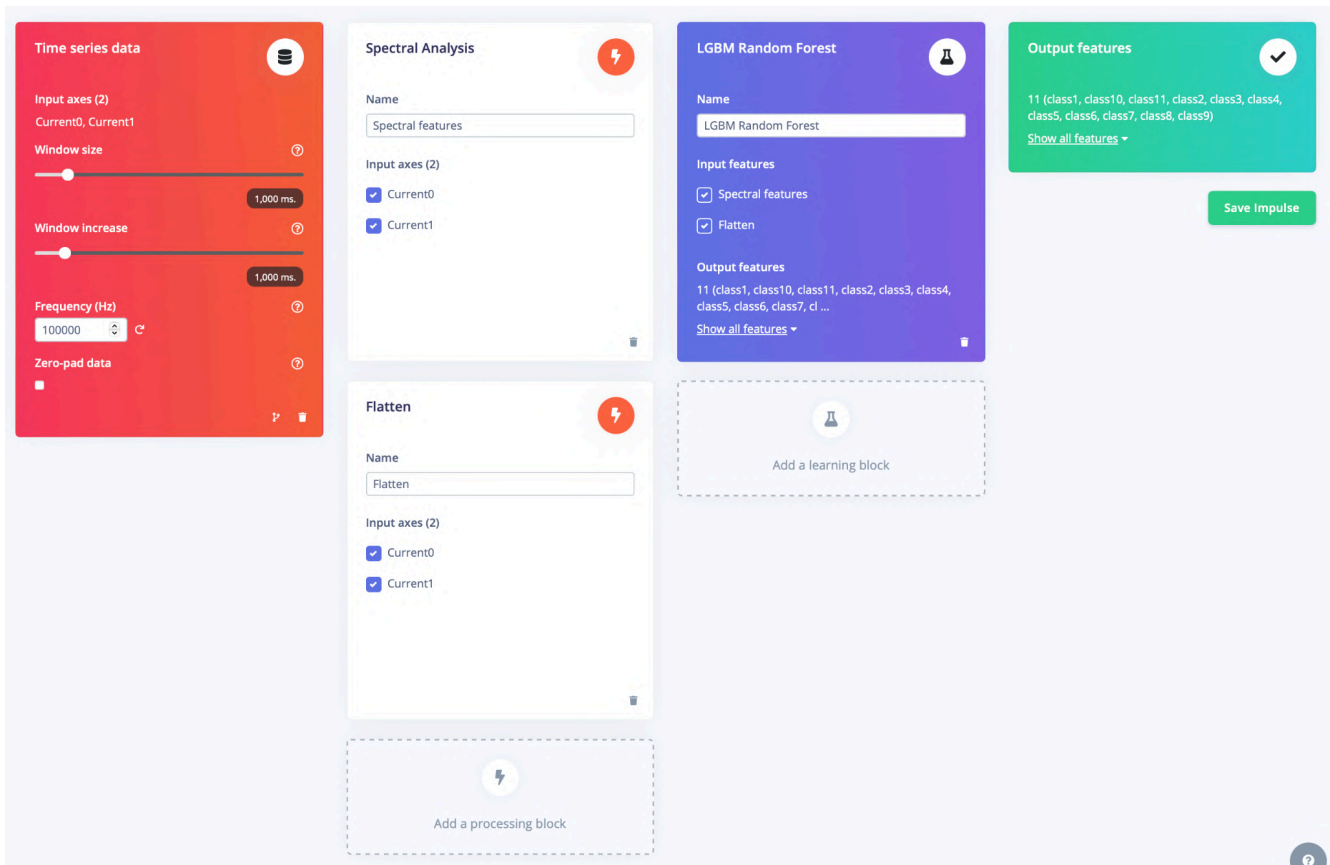 Time series data
Input axes (2)
Current0, Current1
Window size
1,000 ms.
Window increase
1,000 ms.
Frequency (Hz)
100000
Zero-pad data
Spectral Analysis
Name
Spectral features
Input axes (2)
Current0
Current1
Flatten
Name
Flatten
Input axes (2)
Current0
Current1
Add a processing block
LGBM Random Forest
Name
LGBM Random Forest
Input features
Spectral features
Flatten
Output features
11 (class1, class10, class11, class2, class3, class4,
class5, class6, class7, cl ...
Show all features
Add a learning block
Output features
11 (class1, class10, class11, class2, class3, class4,
class5, class6, class7, class8, class9)
Show all features
Save Impulse